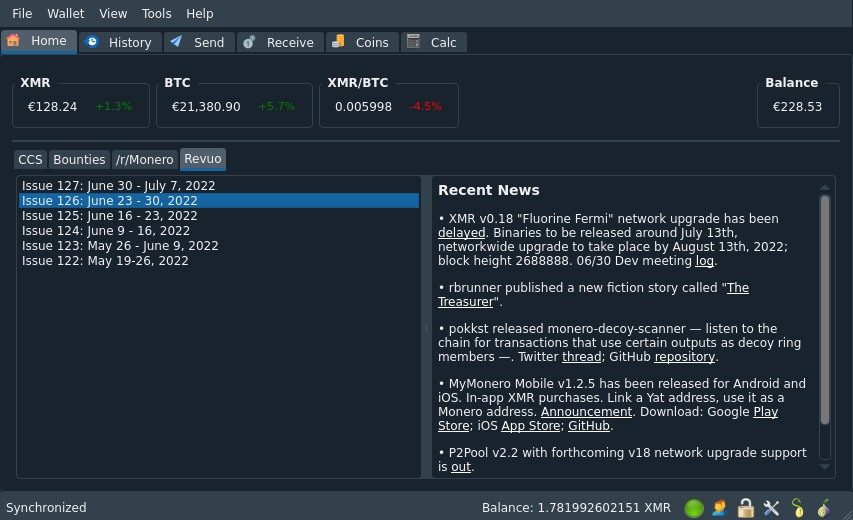 File Wallet View Tools Help
Home History Send Receive Coins Calc
XMR BTC XMR/BTC Balance
€128.24 +1.3% €21,380.90 +5.7% 0.005998 -4.5% €228.53
CCS Bounties /r/Monero Revuo
Issue 127: June 30 - July 7, 2022
Issue 126: June 23 - 30, 2022
Issue 125: June 16 - 23, 2022
Issue 124: June 9 - 16, 2022
Issue 123: May 26 - June 9, 2022
Issue 122: May 19-26, 2022
Recent News
• XMR v0.18 "Fluorine Fermi" network upgrade has been
delayed. Binaries to be released around July 13th,
networkwide upgrade to take place by August 13th, 2022;
block height 2688888. 06/30 Dev meeting log.
• rbrunner published a new fiction story called "The
Treasurer".
• pokkst released monero-decoy-scanner — listen to the
chain for transactions that use certain outputs as decoy ring
members —. Twitter thread; GitHub repository.
• MyMonero Mobile v1.2.5 has been released for Android and
iOS. In-app XMR purchases. Link a Yat address, use it as a
Monero address. Announcement. Download: Google Play
Store; iOS App Store; GitHub.
• P2Pool v2.2 with forthcoming v18 network upgrade support
is out.
Synchronized Balance: 1.781992602151 XMR